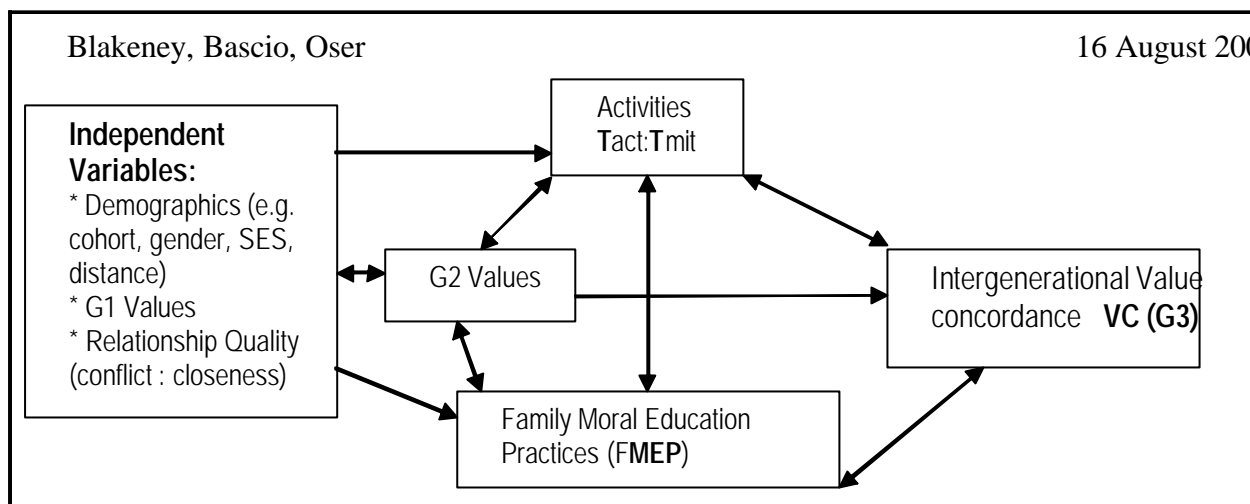 Blakeney, Bascio, Oser
16 August 200
Independent
Variables:
* Demographics (e.g.
cohort, gender, SES,
distance)
* G1 Values
* Relationship Quality
(conflict : closeness)
Activities
Tact:Tmit
G2 Values
Intergenerational Value
concordance VC (G3)
Family Moral Education
Practices (FMEP)